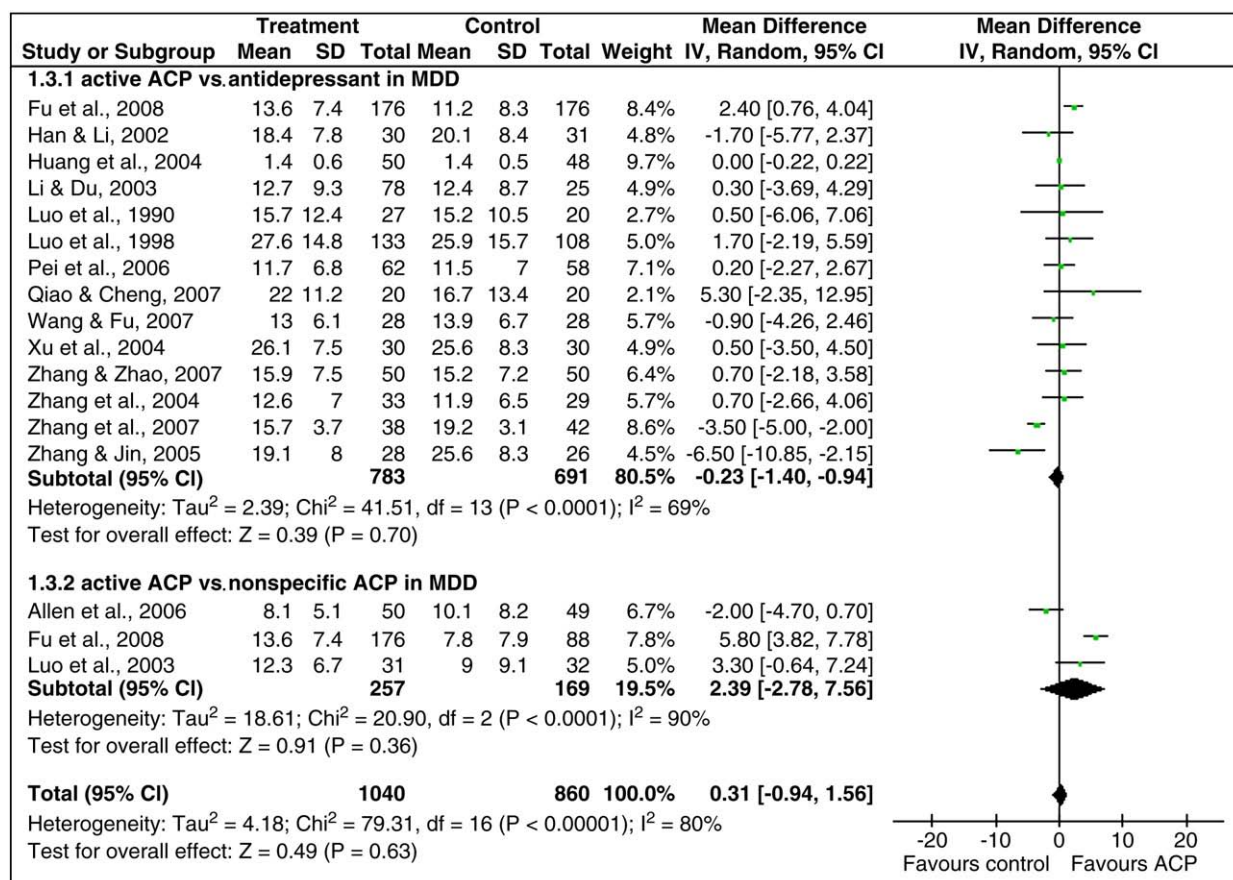 Treatment Control Mean Difference Mean Difference
Study or Subgroup Mean SD Total Mean SD Total Weight IV, Random, 95% CI IV, Random, 95% CI
1.3.1 active ACP vs.antidepressant in MDD
Fu et al., 2008 13.6 7.4 176 11.2 8.3 176 8.4% 2.40 [0.76, 4.04]
Han & Li, 2002 18.4 7.8 30 20.1 8.4 31 4.8% -1.70 [-5.77, 2.37]
Huang et al., 2004 1.4 0.6 50 1.4 0.5 48 9.7% 0.00 [-0.22, 0.22]
Li & Du, 2003 12.7 9.3 78 12.4 8.7 25 4.9% 0.30 [-3.69, 4.29]
Luo et al., 1990 15.7 12.4 27 15.2 10.5 20 2.7% 0.50 [-6.06, 7.06]
Luo et al., 1998 27.6 14.8 133 25.9 15.7 108 5.0% 1.70 [-2.19, 5.59]
Pei et al., 2006 11.7 6.8 62 11.5 7 58 7.1% 0.20 [-2.27, 2.67]
Qiao & Cheng, 2007 22 11.2 20 16.7 13.4 20 2.1% 5.30 [-2.35, 12.95]
Wang & Fu, 2007 13 6.1 28 13.9 6.7 28 5.7% -0.90 [-4.26, 2.46]
Xu et al., 2004 26.1 7.5 30 25.6 8.3 30 4.9% 0.50 [-3.50, 4.50]
Zhang & Zhao, 2007 15.9 7.5 50 15.2 7.2 50 6.4% 0.70 [-2.18, 3.58]
Zhang et al., 2004 12.6 7 33 11.9 6.5 29 5.7% 0.70 [-2.66, 4.06]
Zhang et al., 2007 15.7 3.7 38 19.2 3.1 42 8.6% -3.50 [-5.00, -2.00]
Zhang & Jin, 2005 19.1 8 28 25.6 8.3 26 4.5% -6.50 [-10.85, -2.15]
Subtotal (95% CI) 783 691 80.5% -0.23 [-1.40, -0.94]
Heterogeneity: Tau² = 2.39; Chi² = 41.51, df = 13 (P < 0.0001); I² = 69%
Test for overall effect: Z = 0.39 (P = 0.70)
1.3.2 active ACP vs.nonspecific ACP in MDD
Allen et al., 2006 8.1 5.1 50 10.1 8.2 49 6.7% -2.00 [-4.70, 0.70]
Fu et al., 2008 13.6 7.4 176 7.8 7.9 88 7.8% 5.80 [3.82, 7.78]
Luo et al., 2003 12.3 6.7 31 9 9.1 32 5.0% 3.30 [-0.64, 7.24]
Subtotal (95% CI) 257 169 19.5% 2.39 [-2.78, 7.56]
Heterogeneity: Tau² = 18.61; Chi² = 20.90, df = 2 (P < 0.0001); I² = 90%
Test for overall effect: Z = 0.91 (P = 0.36)
Total (95% CI) 1040 860 100.0% 0.31 [-0.94, 1.56]
Heterogeneity: Tau² = 4.18; Chi² = 79.31, df = 16 (P < 0.00001); I² = 80%
Test for overall effect: Z = 0.49 (P = 0.63)
-20 -10 0 10 20
Favours control Favours ACP